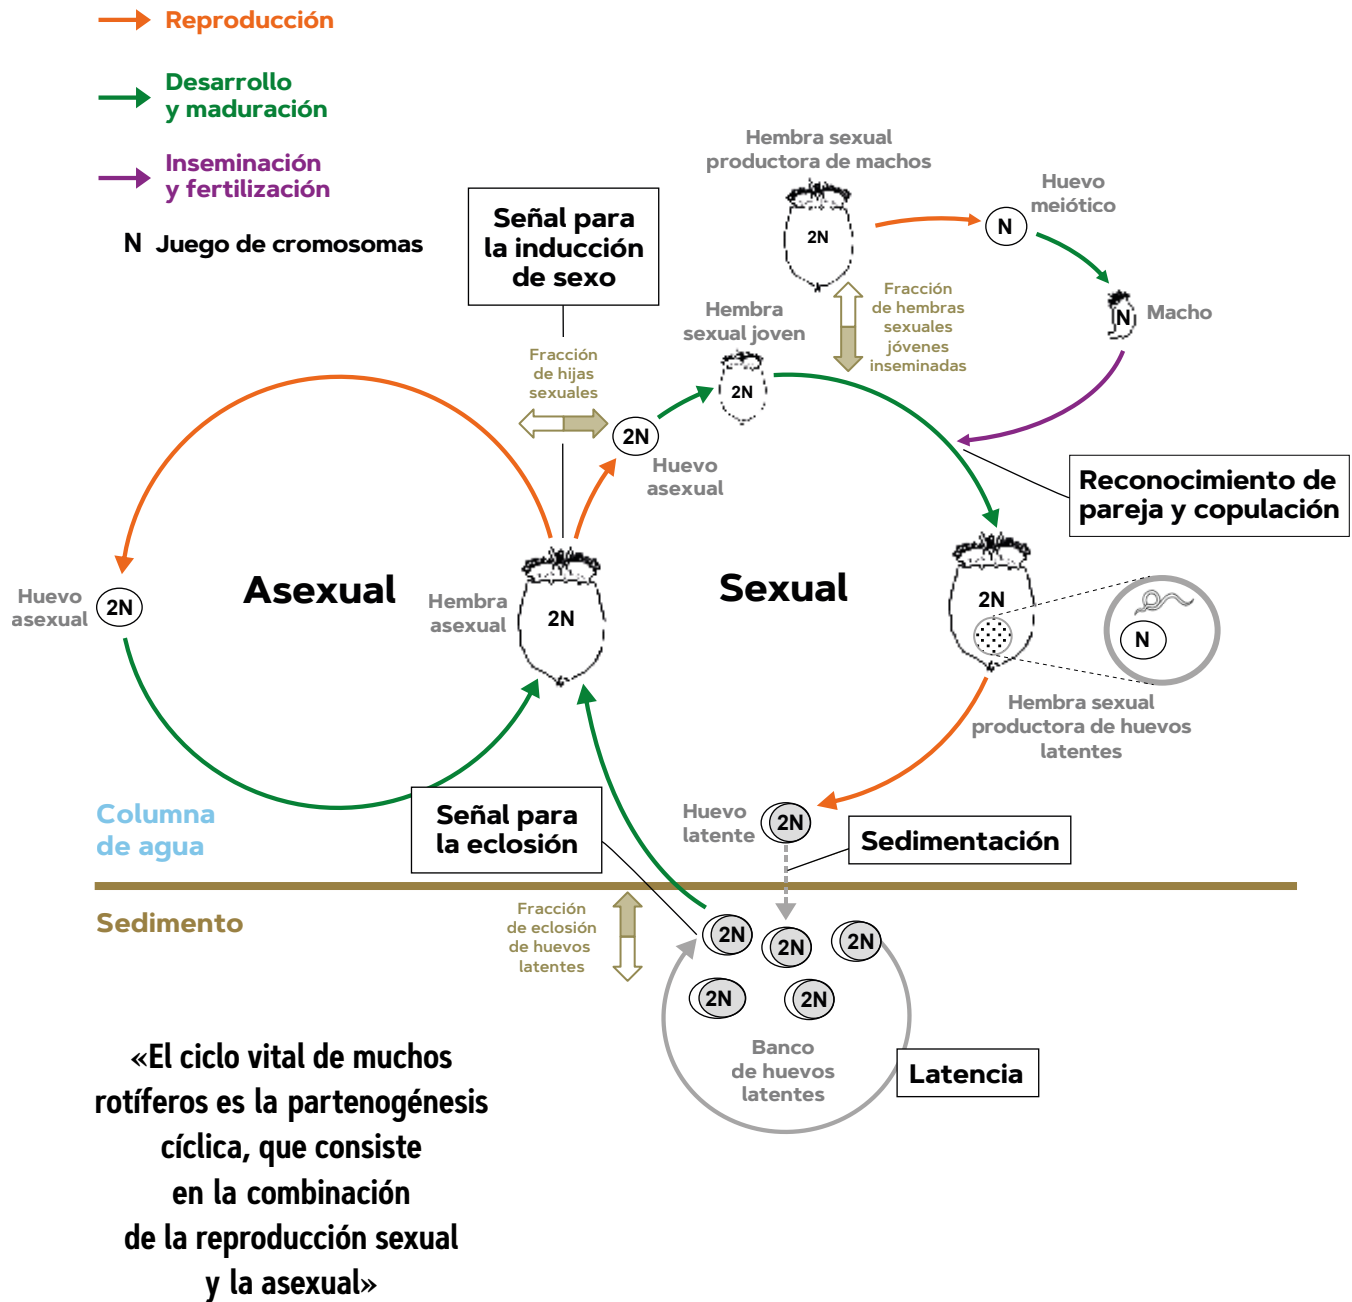 Reproducción
Desarrollo
y maduración
Inseminación
y fertilización
N Juego de cromosomas
Señal para
la inducción
de sexo
Hembra sexual
productora de machos
2N
Huevo
meiótico
N
Fracción
de hembras
sexuales
jóvenes
inseminadas
N
Macho
Hembra
sexual joven
2N
Fracción
de hijas
sexuales
2N
Huevo
asexual
Reconocimiento de
pareja y copulación
Huevo
asexual
2N
Asexual
Hembra
asexual
2N
Sexual
2N
N
Hembra sexual
productora de huevos
latentes
Columna
de agua
Señal para
la eclosión
Huevo
latente
2N
Sedimentación
Sedimento
Fracción
de eclosión
de huevos
latentes
2N
2N
2N
2N
2N
Banco
de huevos
latentes
Latencia
«El ciclo vital de muchos
rotíferos es la partenogénesis
cíclica, que consiste
en la combinación
de la reproducción sexual
y la asexual»